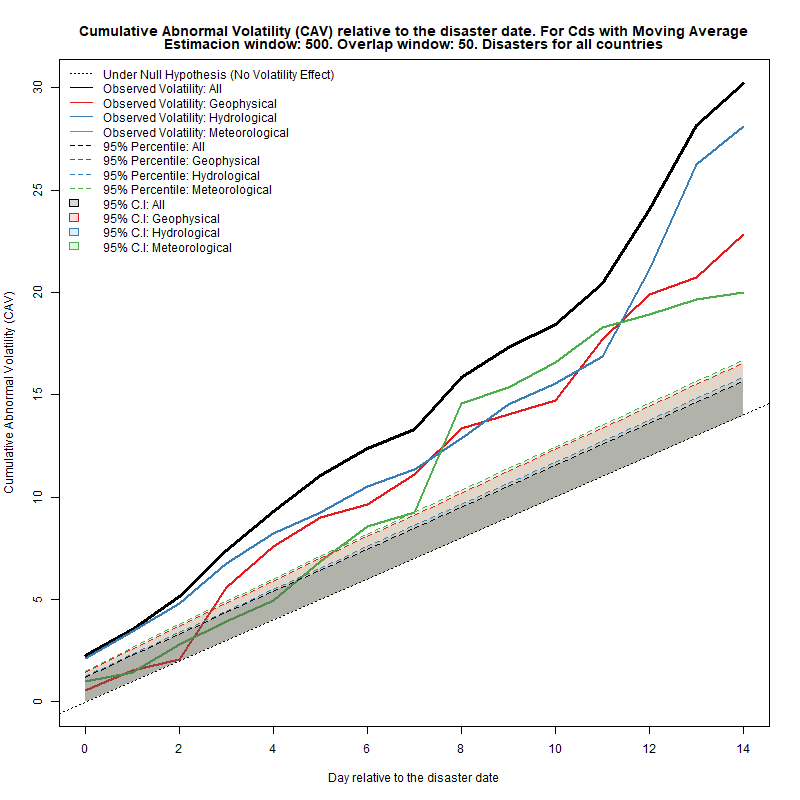 Cumulative Abnormal Volatility (CAV) relative to the disaster date. For Cds with Moving Average
Estimacion window: 500. Overlap window: 50. Disasters for all countries
Under Null Hypothesis (No Volatility Effect)
Observed Volatility: All
Observed Volatility: Geophysical
Observed Volatility: Hydrological
Observed Volatility: Meteorological
95% Percentile: All
95% Percentile: Geophysical
95% Percentile: Hydrological
95% Percentile: Meteorological
95% C.I: All
95% C.I: Geophysical
95% C.I: Hydrological
95% C.I: Meteorological
Cumulative Abnormal Volatility (CAV)
30
25
20
15
10
5
0
0 2 4 6 8 10 12 14
Day relative to the disaster date